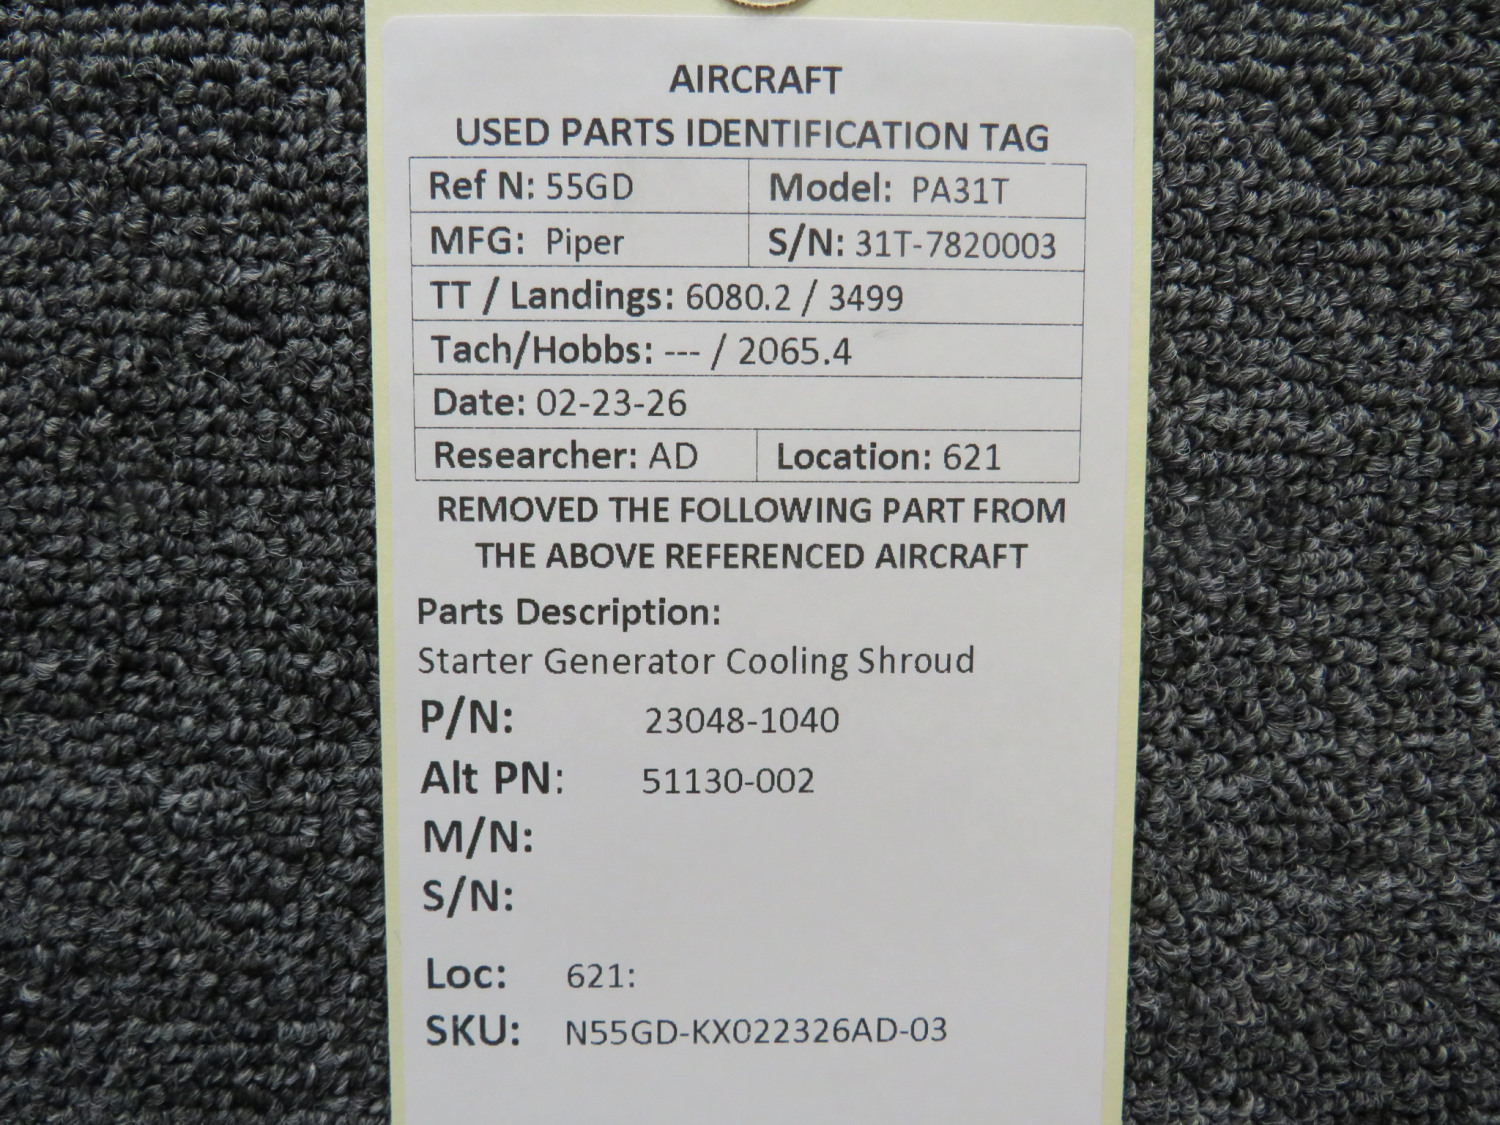 AIRCRAFT
USED PARTS IDENTIFICATION TAG
Ref N: 55GD Model: PA31T
MFG: Piper S/N: 31T-7820003
TT / Landings: 6080.2 / 3499
Tach/Hobbs: --- / 2065.4
Date: 02-23-26
Researcher: AD Location: 621
REMOVED THE FOLLOWING PART FROM
THE ABOVE REFERENCED AIRCRAFT
Parts Description:
Starter Generator Cooling Shroud
P/N: 23048-1040
Alt PN: 51130-002
M/N:
S/N:
Loc: 621:
SKU: N55GD-KX022326AD-03